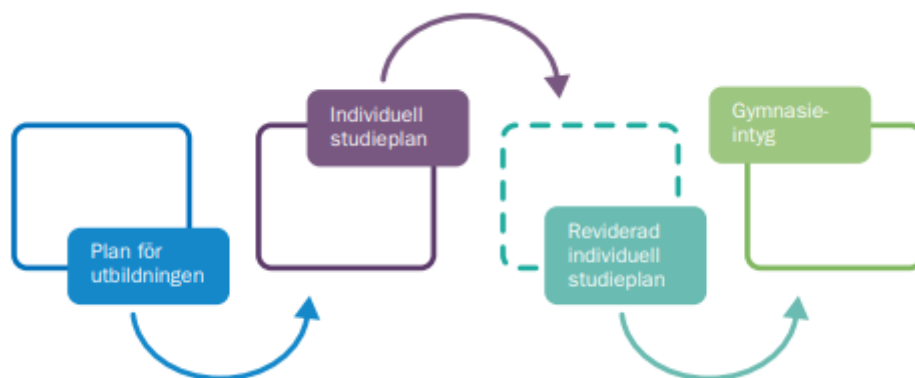 Plan för
utbildningen
Individuell
studieplan
Reviderad
individuell
studieplan
Gymnasie-
intyg